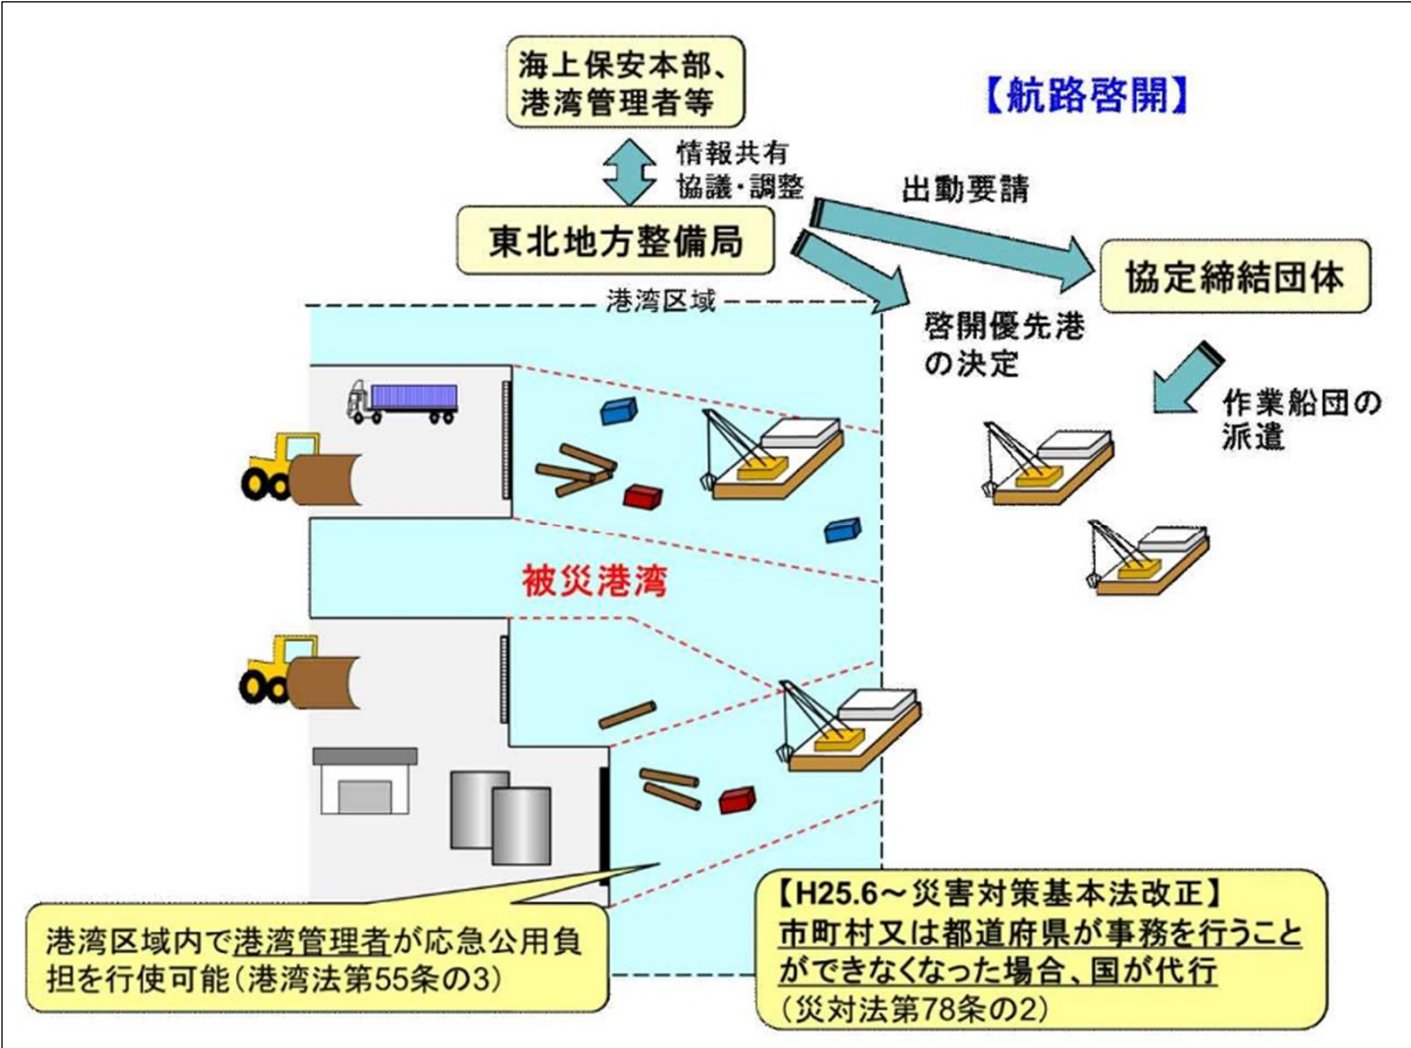 海上保安本部、
港湾管理者等
【航路啓開】
情報共有
協議・調整
出動要請
東北地方整備局
協定締結団体
港湾区域
啓開優先港
の決定
作業船団の
派遣
被災港湾
港湾区域内で港湾管理者が応急公用負
担を行使可能（港湾法第55条の3）
【H25.6～災害対策基本法改正】
市町村又は都道府県が事務を行うこと
ができなくなった場合、国が代行
（災対法第78条の2）